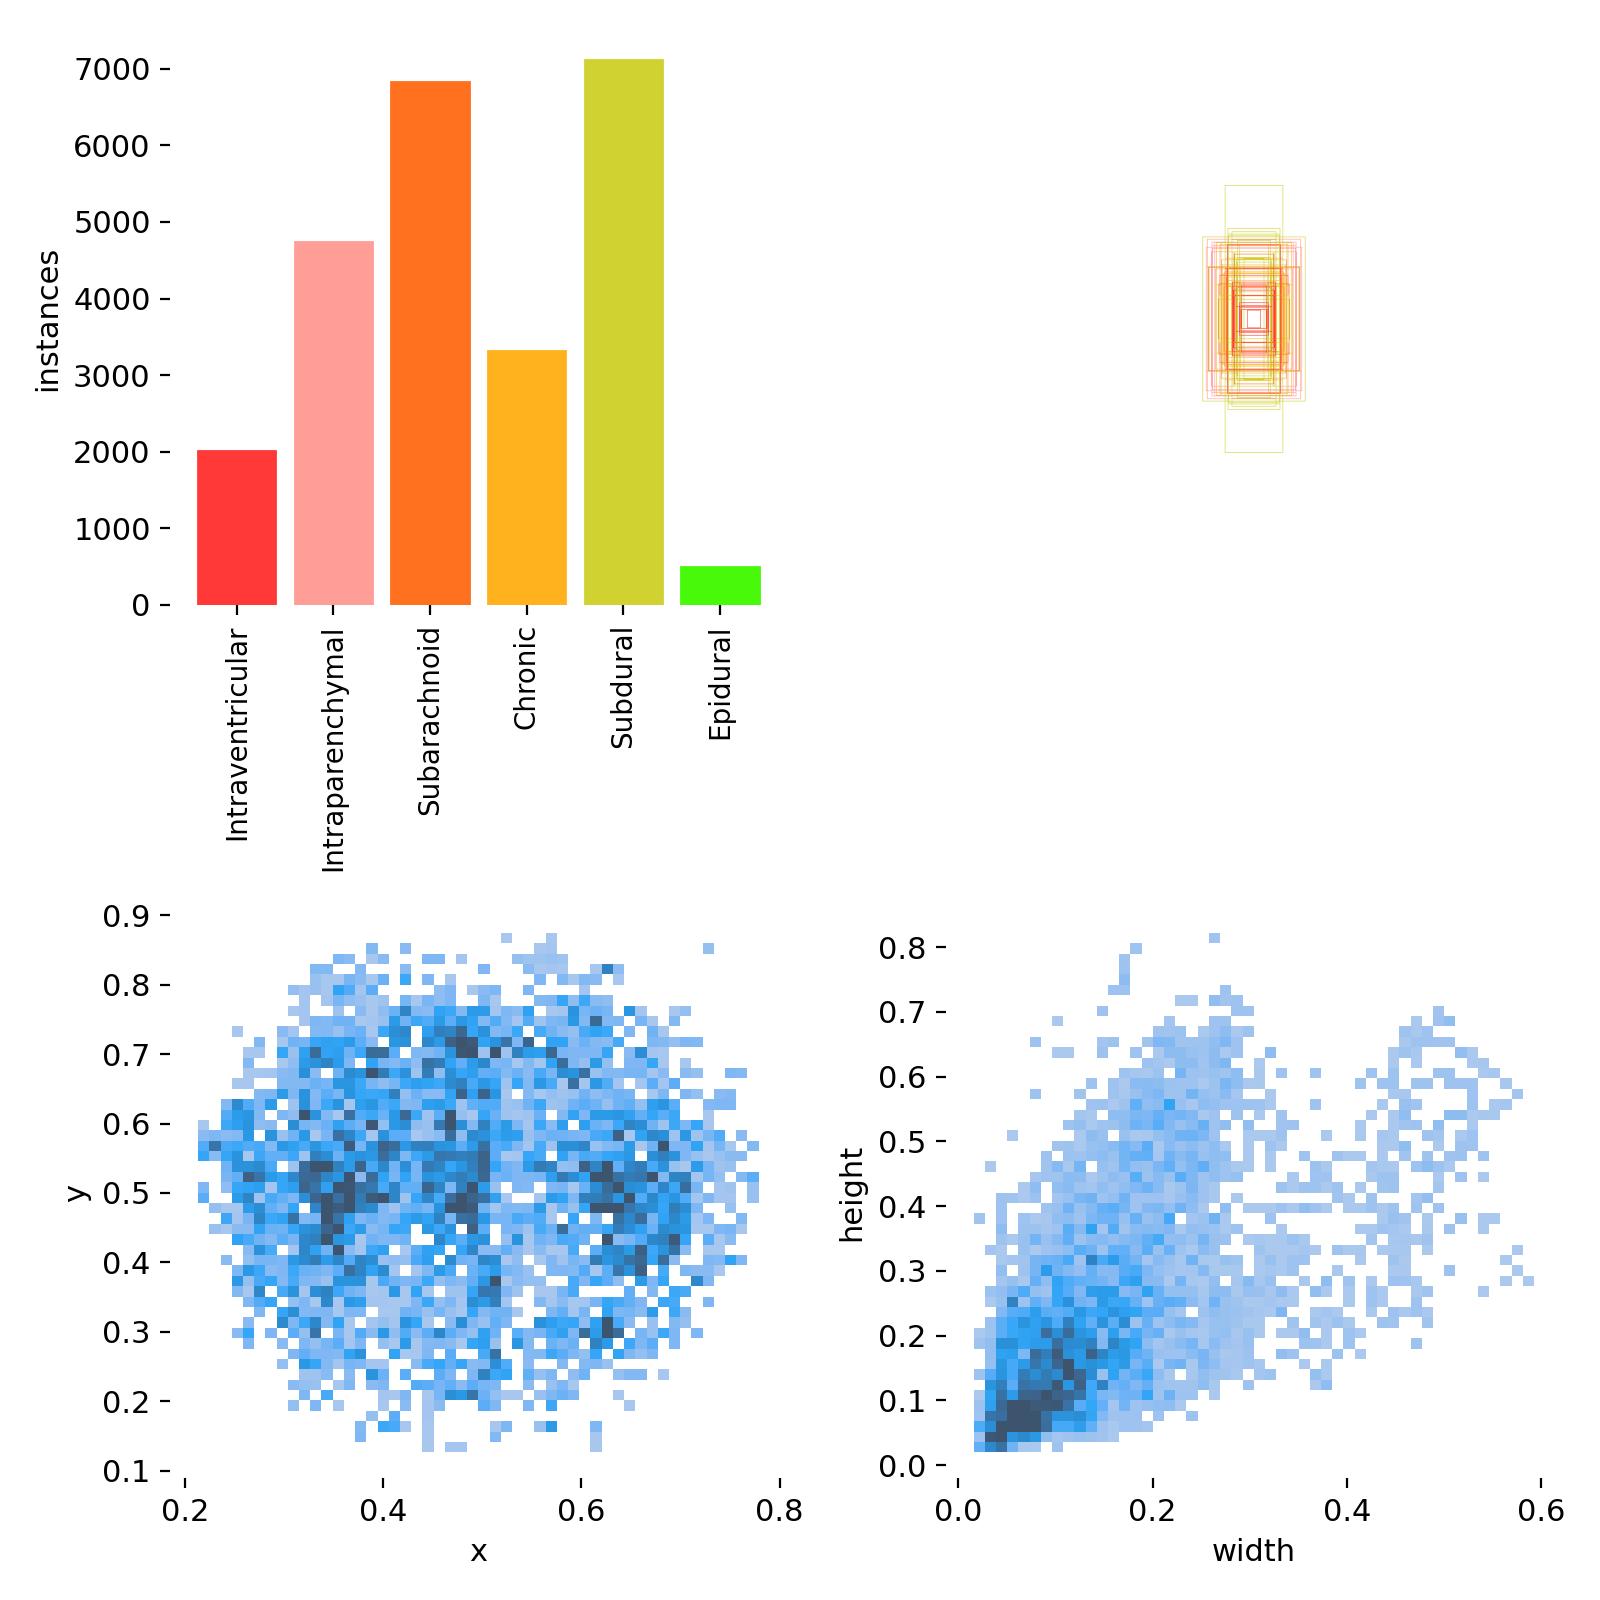 7000
6000
5000
4000
3000
2000
1000
0
instances
Intraventricular
Intraparenchymal
Subarachnoid
Chronic
Subdural
Epidural
0.9
0.8
0.7
0.6
0.5
0.4
0.3
0.2
0.1
y
0.2 0.4 0.6 0.8
x
0.8
0.7
0.6
0.5
0.4
0.3
0.2
0.1
0.0
height
0.0 0.2 0.4 0.6
width